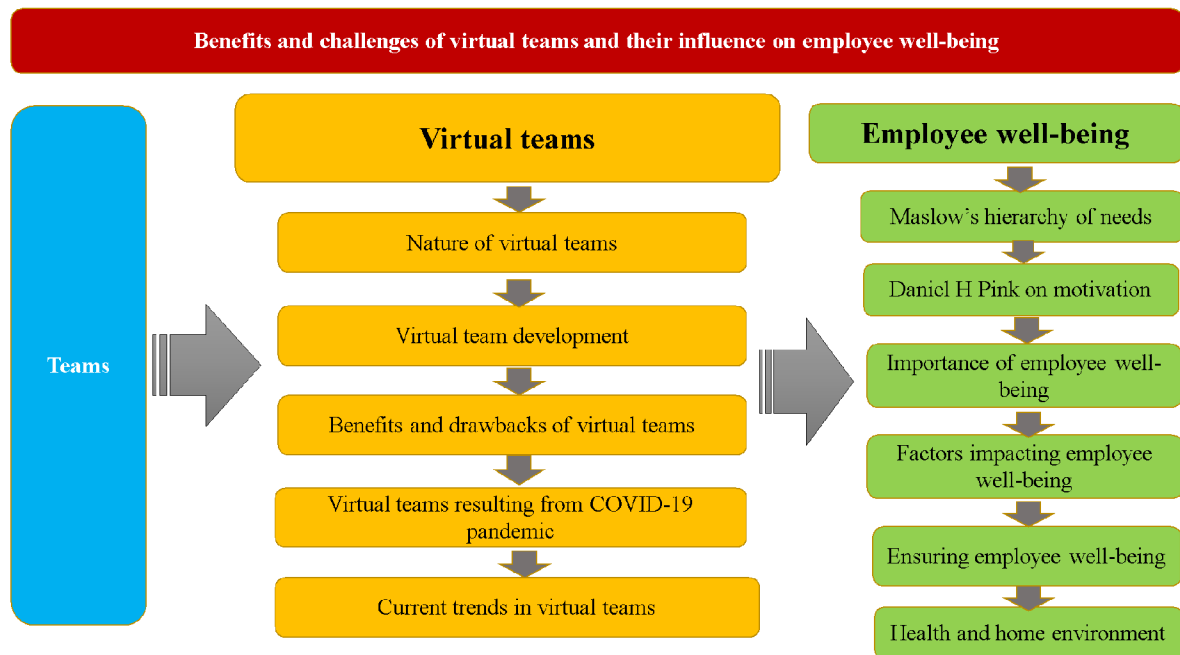 Benefits and challenges of virtual teams and their influence on employee well-being
Teams
Virtual teams
Nature of virtual teams
Virtual team development
Benefits and drawbacks of virtual teams
Virtual teams resulting from COVID-19
pandemic
Current trends in virtual teams
Employee well-being
Maslow's hierarchy of needs
Daniel H Pink on motivation
Importance of employee well-
being
Factors impacting employee
well-being
Ensuring employee well-being
Health and home environment